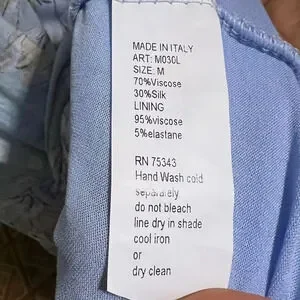 MADE IN ITALY
ART: M030L
SIZE: M
70%Viscose
30%Silk
LINING
95%viscose
5%elastane
RN 75343
Hand Wash cold
separately
do not bleach
line dry in shade
cool iron
or
dry clean